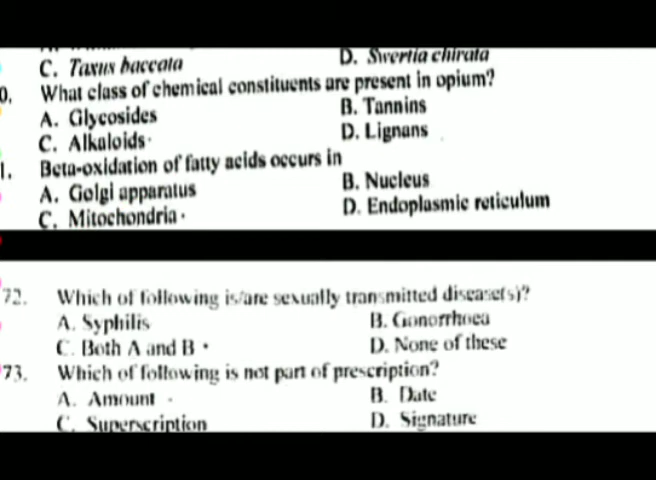 C. Taxus baccata
D. Swertia chirata
0. What class of chemical constituents are present in opium?
A. Glycosides
B. Tannins
C. Alkaloids
D. Lignans
1. Beta-oxidation of fatty acids occurs in
A. Golgi apparatus
B. Nucleus
C. Mitochondria
D. Endoplasmic reticulum
72. Which of following is/are sexually transmitted disease(s)?
A. Syphilis
B. Gonorrhoea
C. Both A and B
D. None of these
73. Which of following is not part of prescription?
A. Amount
B. Date
C. Superscription
D. Signature